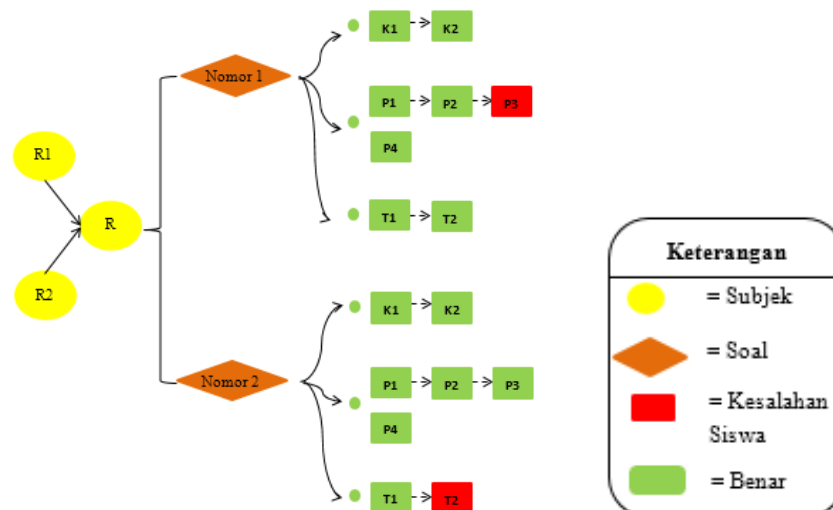 R1
R2
R
Nomor 1
K1
K2
P1
P2
P3
P4
T1
T2
Nomor 2
K1
K2
P1
P2
P3
P4
T1
T2
Keterangan
= Subjek
= Soal
= Kesalahan
Siswa
= Benar